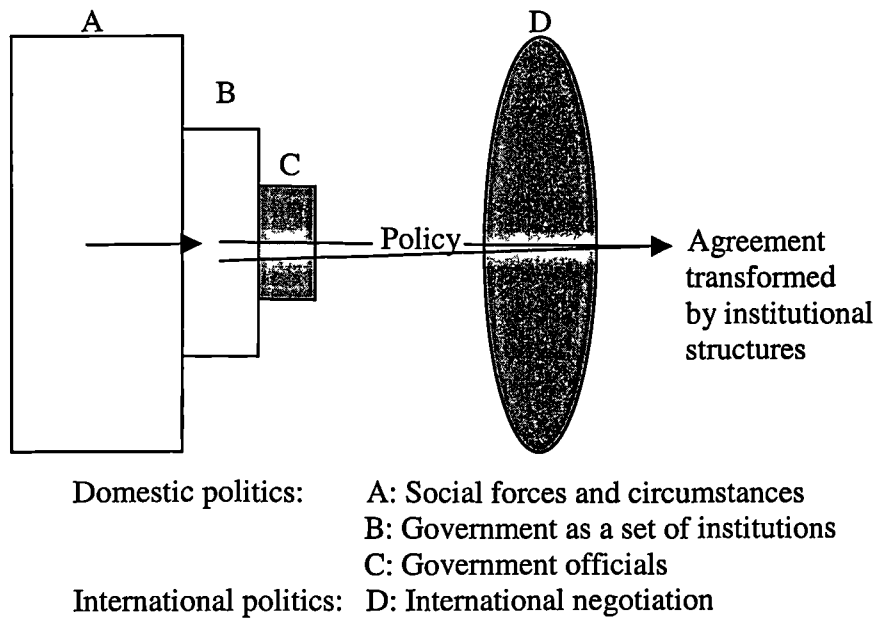 A
D
B
C
Policy
Agreement
transformed
by institutional
structures
Domestic politics: A: Social forces and circumstances
B: Government as a set of institutions
C: Government officials
International politics: D: International negotiation